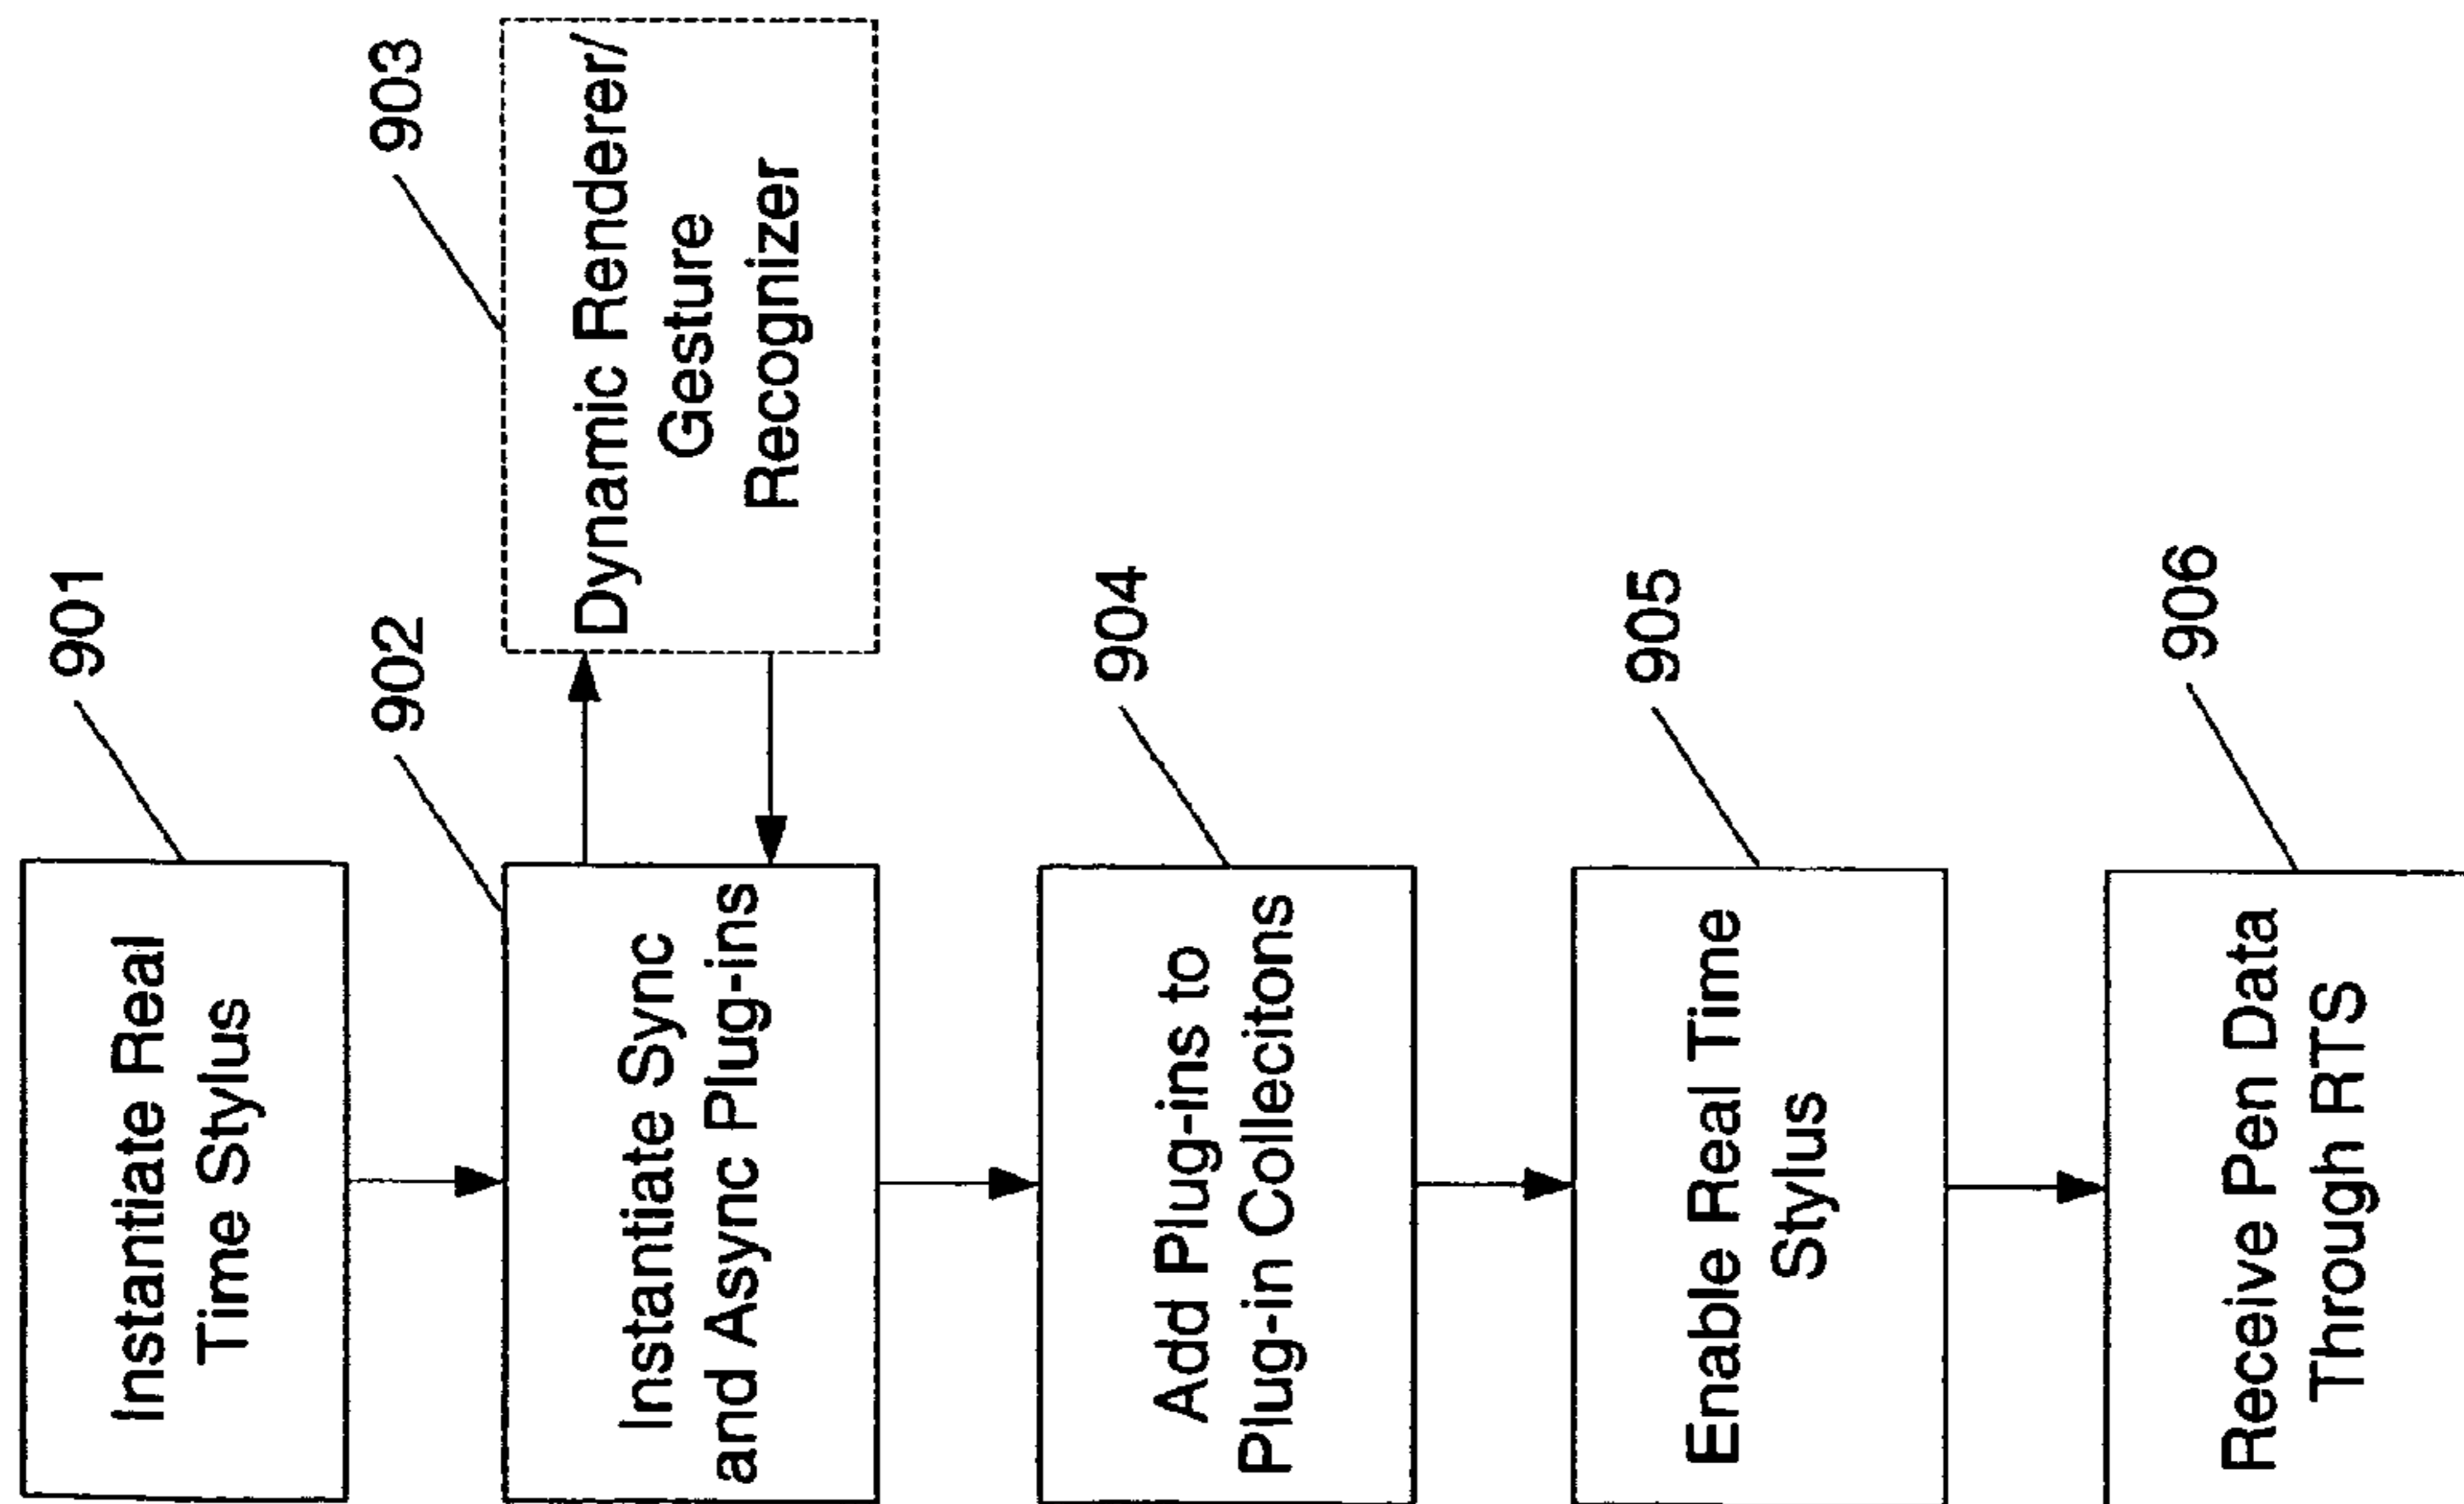 901
Instantiate Real
Time Stylus
902
Instantiate Sync
and Async Plug-ins
903
Dynamic Renderer/
Gesture
Recognizer
904
Add Plug-ins to
Plug-in Collecitons
905
Enable Real Time
Stylus
906
Receive Pen Data
Through RTS